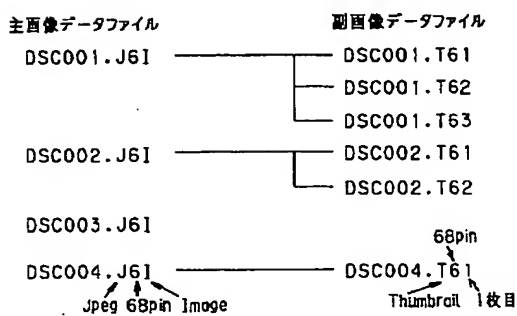 主画像データファイル 副画像データファイル
DSC001.J6I DSC001.T61
DSC001.T62
DSC001.T63
DSC002.J6I DSC002.T61
DSC002.T62
DSC003.J6I
68pin
DSC004.J6I DSC004.T61
Jpeg 68pin Image Thumbnail 1枚目